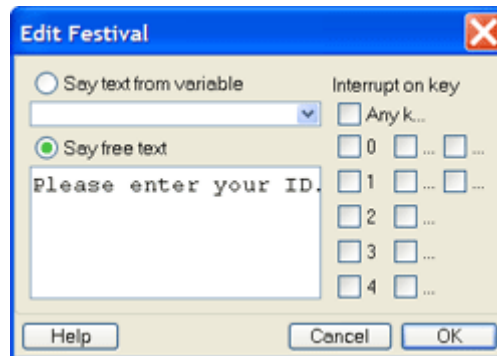 Edit Festival
Say text from variable
Interrupt on key
Any k...
Say free text
0 ... ...
Please enter your ID.
1 ... ...
2 ...
3 ...
4 ...
Help
Cancel
OK